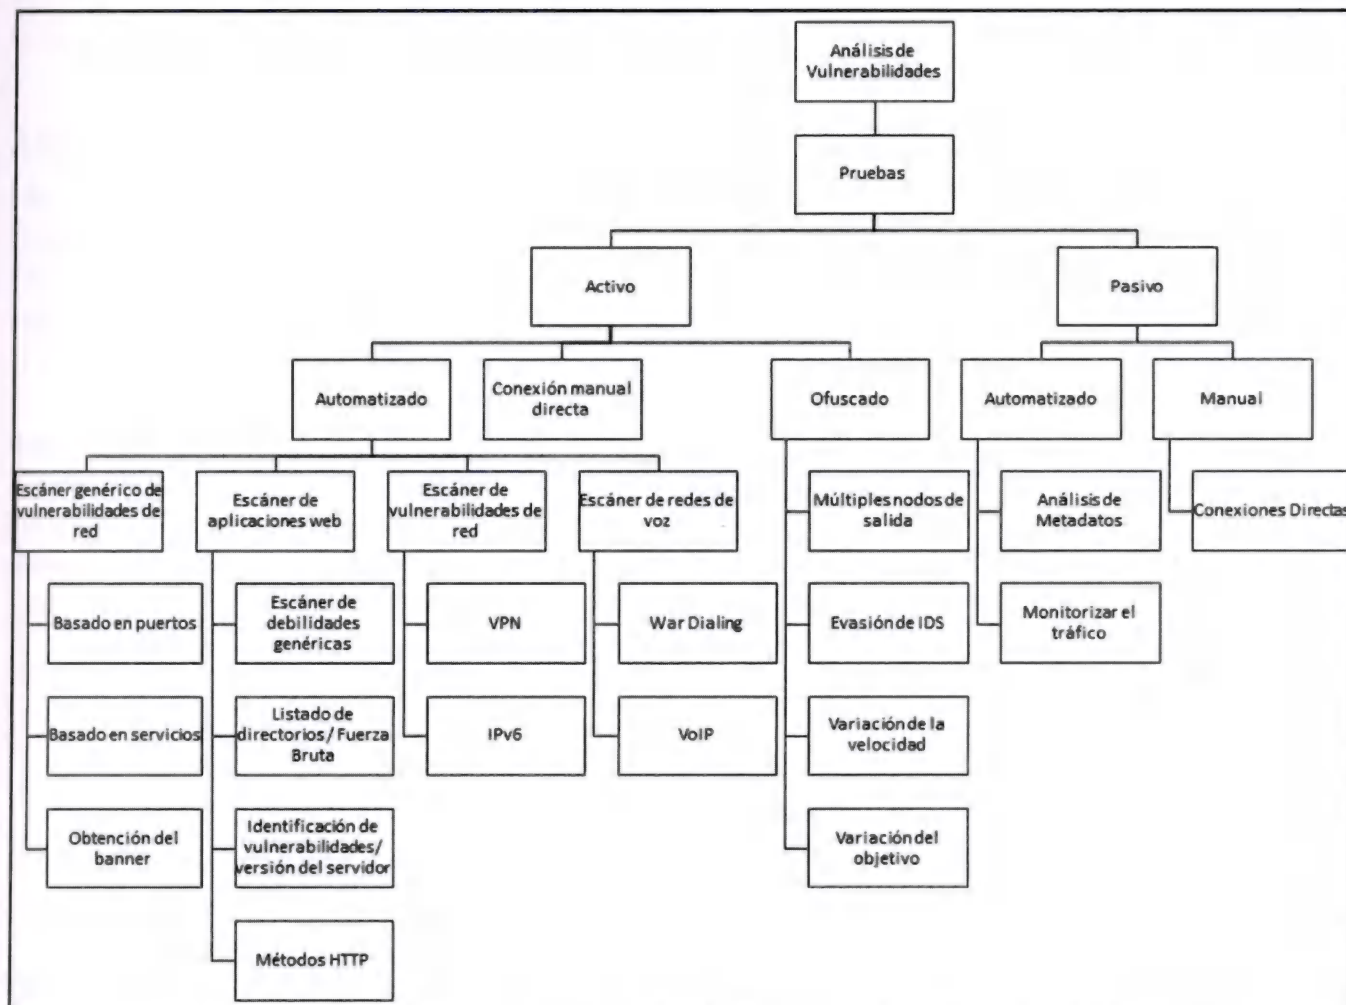 Análisis de
Vulnerabilidades
Pruebas
Activo
Pasivo
Automatizado
Conexión manual
directa
Ofuscado
Automatizado
Manual
Escáner genérico de
vulnerabilidades de
red
Escáner de
aplicaciones web
Escáner de
vulnerabilidades de
red
Escáner de redes de
voz
Múltiples nodos de
salida
Análisis de
Metadatos
Conexiones Directas
Basado en puertos
Escáner de
debilidades
genéricas
VPN
War Dialing
Evasión de IDS
Monitorizar el
tráfico
Basado en servicios
Listado de
directorios / Fuerza
Bruta
IPv6
VoIP
Variación de la
velocidad
Obtención del
banner
Identificación de
vulnerabilidades/
versión del servidor
Variación del
objetivo
Métodos HTTP